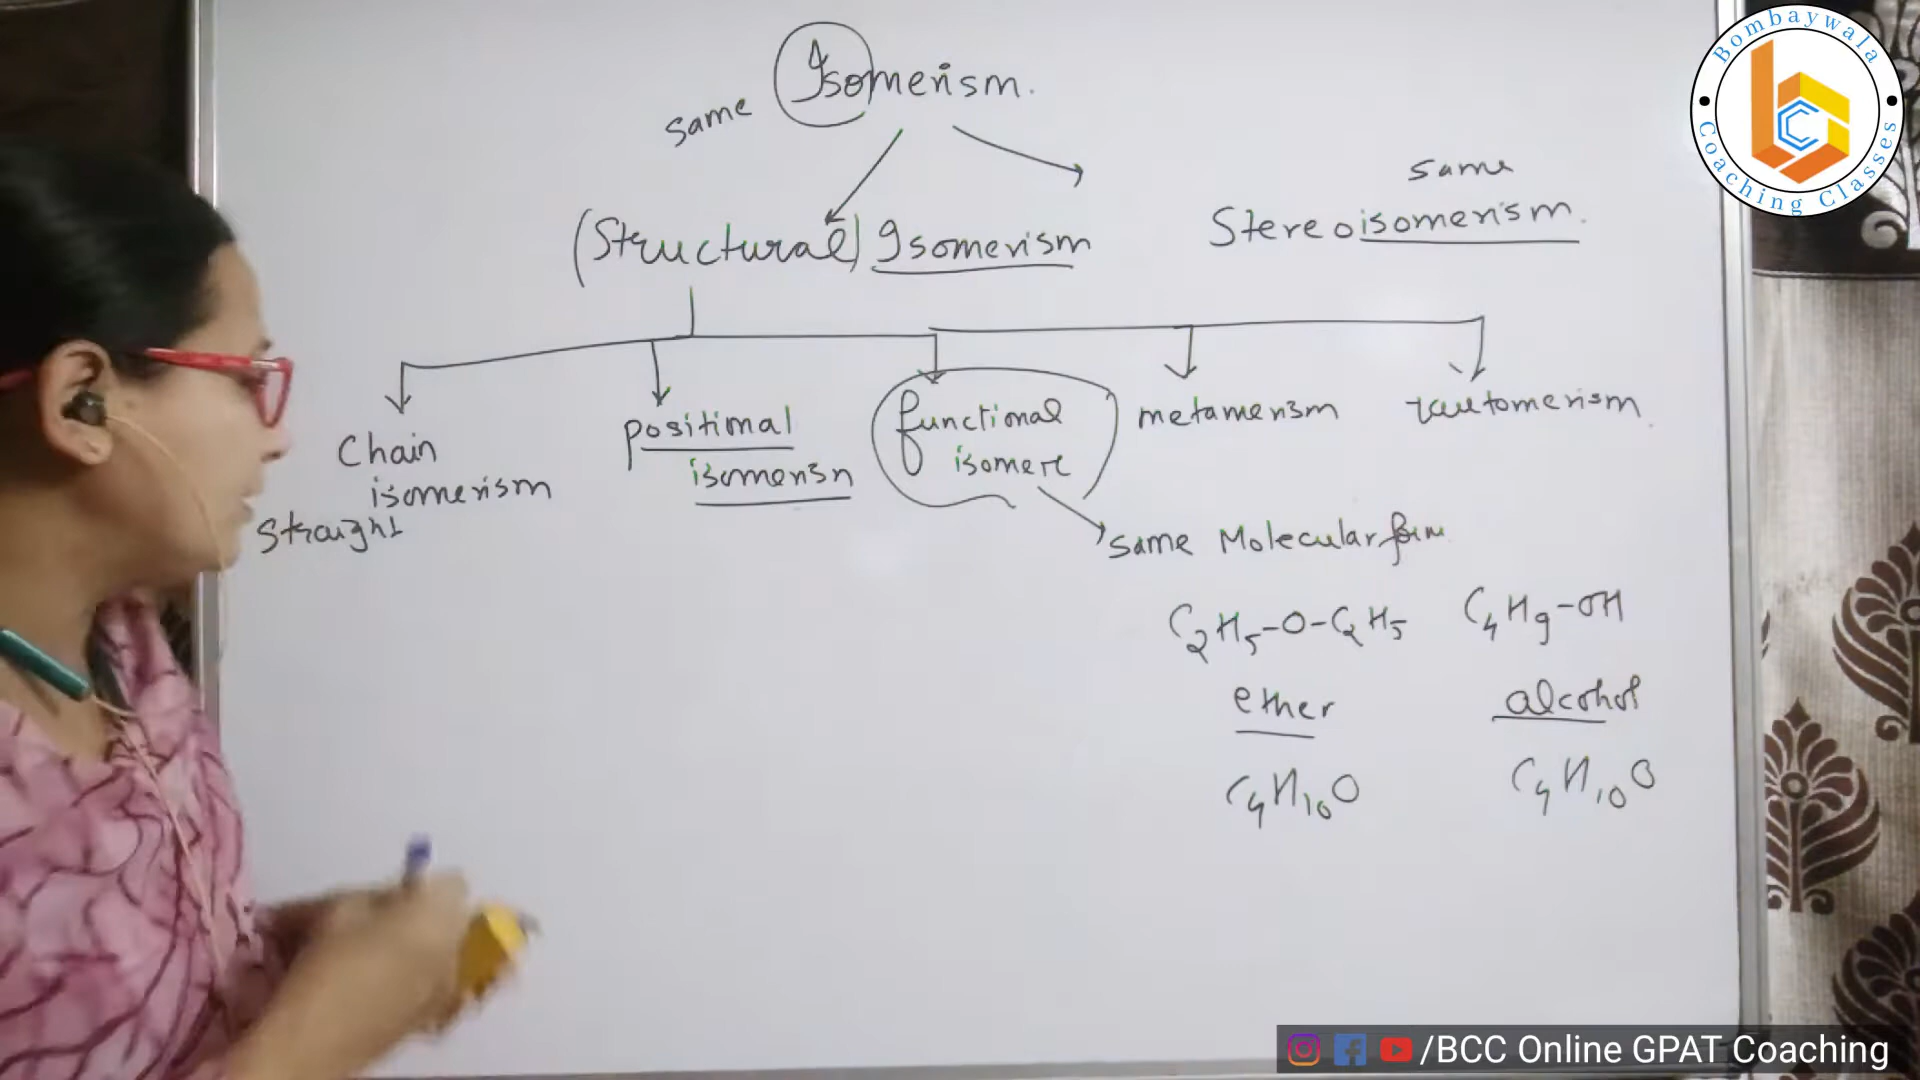 Isomerism.
same
same
(Structural) Isomerism
Stereoisomerism.
Chain
isomerism
straight
positional
isomerism
functional
isomere
metamerism
tautomerism
same Molecular form
C2H5-O-C2H5
C4H9-OH
ether
alcohol
C4H10O
C4H10O
Bombaywala
Coaching Classes
/BCC Online GPAT Coaching